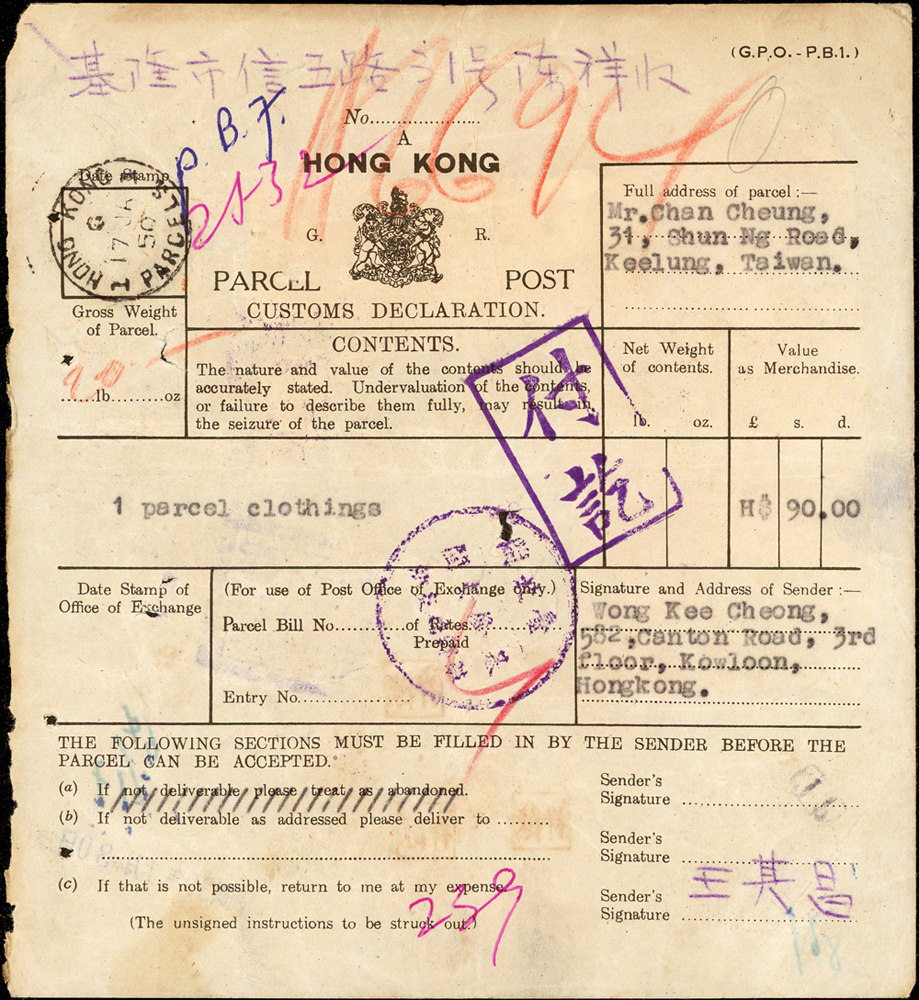 (G.P.O. - P.B.1.)
基隆市信五路31号陈祥收
P.B.7.
No.
A
HONG KONG
G. R.
PARCEL POST
CUSTOMS DECLARATION.
Date Stamp
HONG KONG
PARCELS
17 JA
50
Full address of parcel :—
Mr.Chan Cheung,
31, Shun Ng Road,
Keelung, Taiwan.
Gross Weight
of Parcel.
lb. oz
CONTENTS.
The nature and value of the contents should be
accurately stated. Undervaluation of the contents,
or failure to describe them fully, may result in
the seizure of the parcel.
Net Weight
of contents.
lb. oz.
Value
as Merchandise.
£ s. d.
付訖
1 parcel clothings
H$ 90.00
Date Stamp of
Office of Exchange
(For use of Post Office of Exchange only.)
Parcel Bill No. of Rates.
Prepaid
Entry No.
Signature and Address of Sender :—
Wong Kee Cheong,
582,Canton Road, 3rd
floor, Kowloon,
Hongkong.
THE FOLLOWING SECTIONS MUST BE FILLED IN BY THE SENDER BEFORE THE
PARCEL CAN BE ACCEPTED.
(a) If not deliverable please treat as abandoned.
Sender's
Signature
(b) If not deliverable as addressed please deliver to
Sender's
Signature
(c) If that is not possible, return to me at my expense.
Sender's
Signature
王其昌
(The unsigned instructions to be struck out.)
239